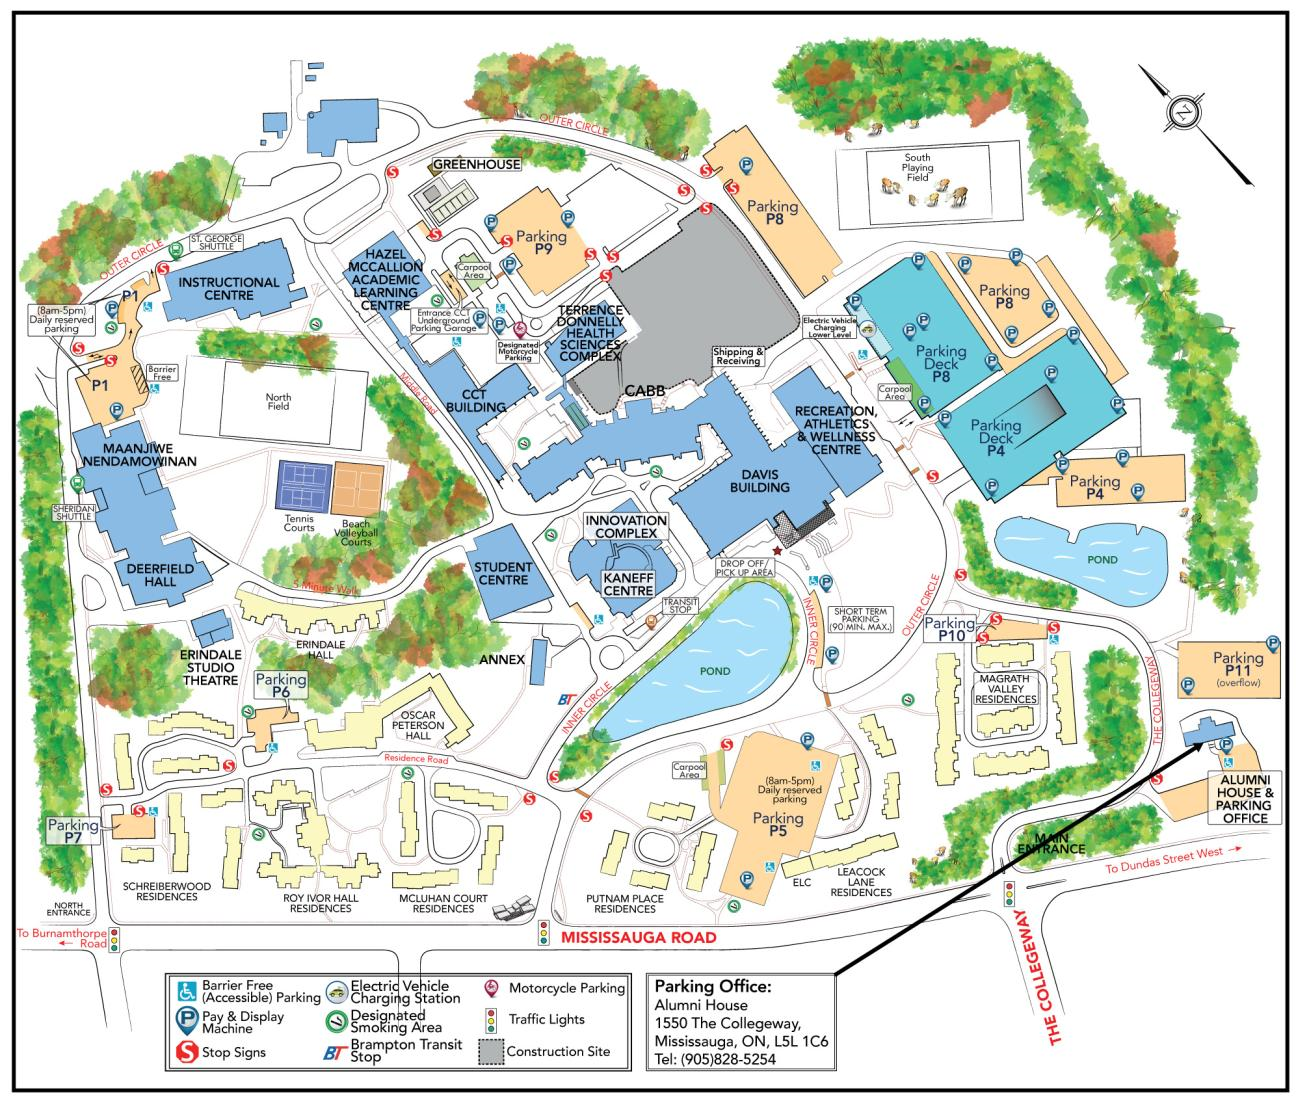 OUTER CIRCLE
GREENHOUSE
South
Playing
Field
N
Parking
P8
Parking
P9
ST. GEORGE
SHUTTLE
OUTER CIRCLE
INSTRUCTIONAL
CENTRE
HAZEL
MCCALLION
ACADEMIC
LEARNING
CENTRE
Carpool
Area
P1
(8am-5pm)
Daily reserved
parking
Entrance CCT
Underground
Parking Garage
TERRENCE
DONNELLY
HEALTH
SCIENCES
COMPLEX
Designated
Motorcycle
Parking
Parking
P8
Electric Vehicle
Charging
Lower Level
Parking
Deck
P8
Shipping &
Receiving
Barrier
Free
P1
CABB
Carpool
Area
North
Field
Middle Road
CCT
BUILDING
RECREATION,
ATHLETICS
& WELLNESS
CENTRE
Parking
Deck
P4
MAANJIWE
NENDAMOWINAN
DAVIS
BUILDING
Parking
P4
SHERIDAN
SHUTTLE
Tennis
Courts
Beach
Volleyball
Courts
INNOVATION
COMPLEX
KANEFF
CENTRE
STUDENT
CENTRE
DEERFIELD
HALL
5 Minute Walk
DROP OFF/
PICK UP AREA
POND
TRANSIT
STOP
INNER CIRCLE
SHORT TERM
PARKING
(90 MIN. MAX.)
OUTER CIRCLE
Parking
P10
ERINDALE
HALL
ERINDALE
STUDIO
THEATRE
ANNEX
POND
Parking
P11
(overflow)
Parking
P6
MAGRATH
VALLEY
RESIDENCES
THE COLLEGEWAY
BT
INNER CIRCLE
OSCAR
PETERSON
HALL
Residence Road
Carpool
Area
(8am-5pm)
Daily reserved
parking
Parking
P5
ALUMNI
HOUSE &
PARKING
OFFICE
Parking
P7
MAIN
ENTRANCE
To Dundas Street West
SCHREIBERWOOD
RESIDENCES
ROY IVOR HALL
RESIDENCES
MCLUHAN COURT
RESIDENCES
PUTNAM PLACE
RESIDENCES
ELC
LEACOCK
LANE
RESIDENCES
NORTH
ENTRANCE
To Burnamthorpe
Road
MISSISSAUGA ROAD
THE COLLEGEWAY
Barrier Free
(Accessible) Parking
Pay & Display
Machine
Stop Signs
Electric Vehicle
Charging Station
Designated
Smoking Area
BT Brampton Transit
Stop
Motorcycle Parking
Traffic Lights
Construction Site
Parking Office:
Alumni House
1550 The Collegeway,
Mississauga, ON, L5L 1C6
Tel: (905)828-5254